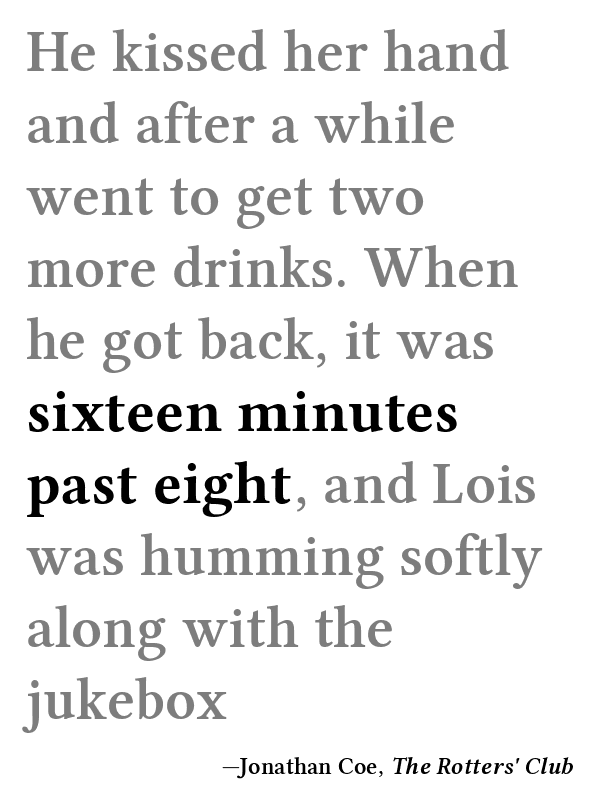 He kissed her hand
and after a while
went to get two
more drinks. When
he got back, it was
sixteen minutes
past eight, and Lois
was humming softly
along with the
jukebox
—Jonathan Coe, The Rotters' Club